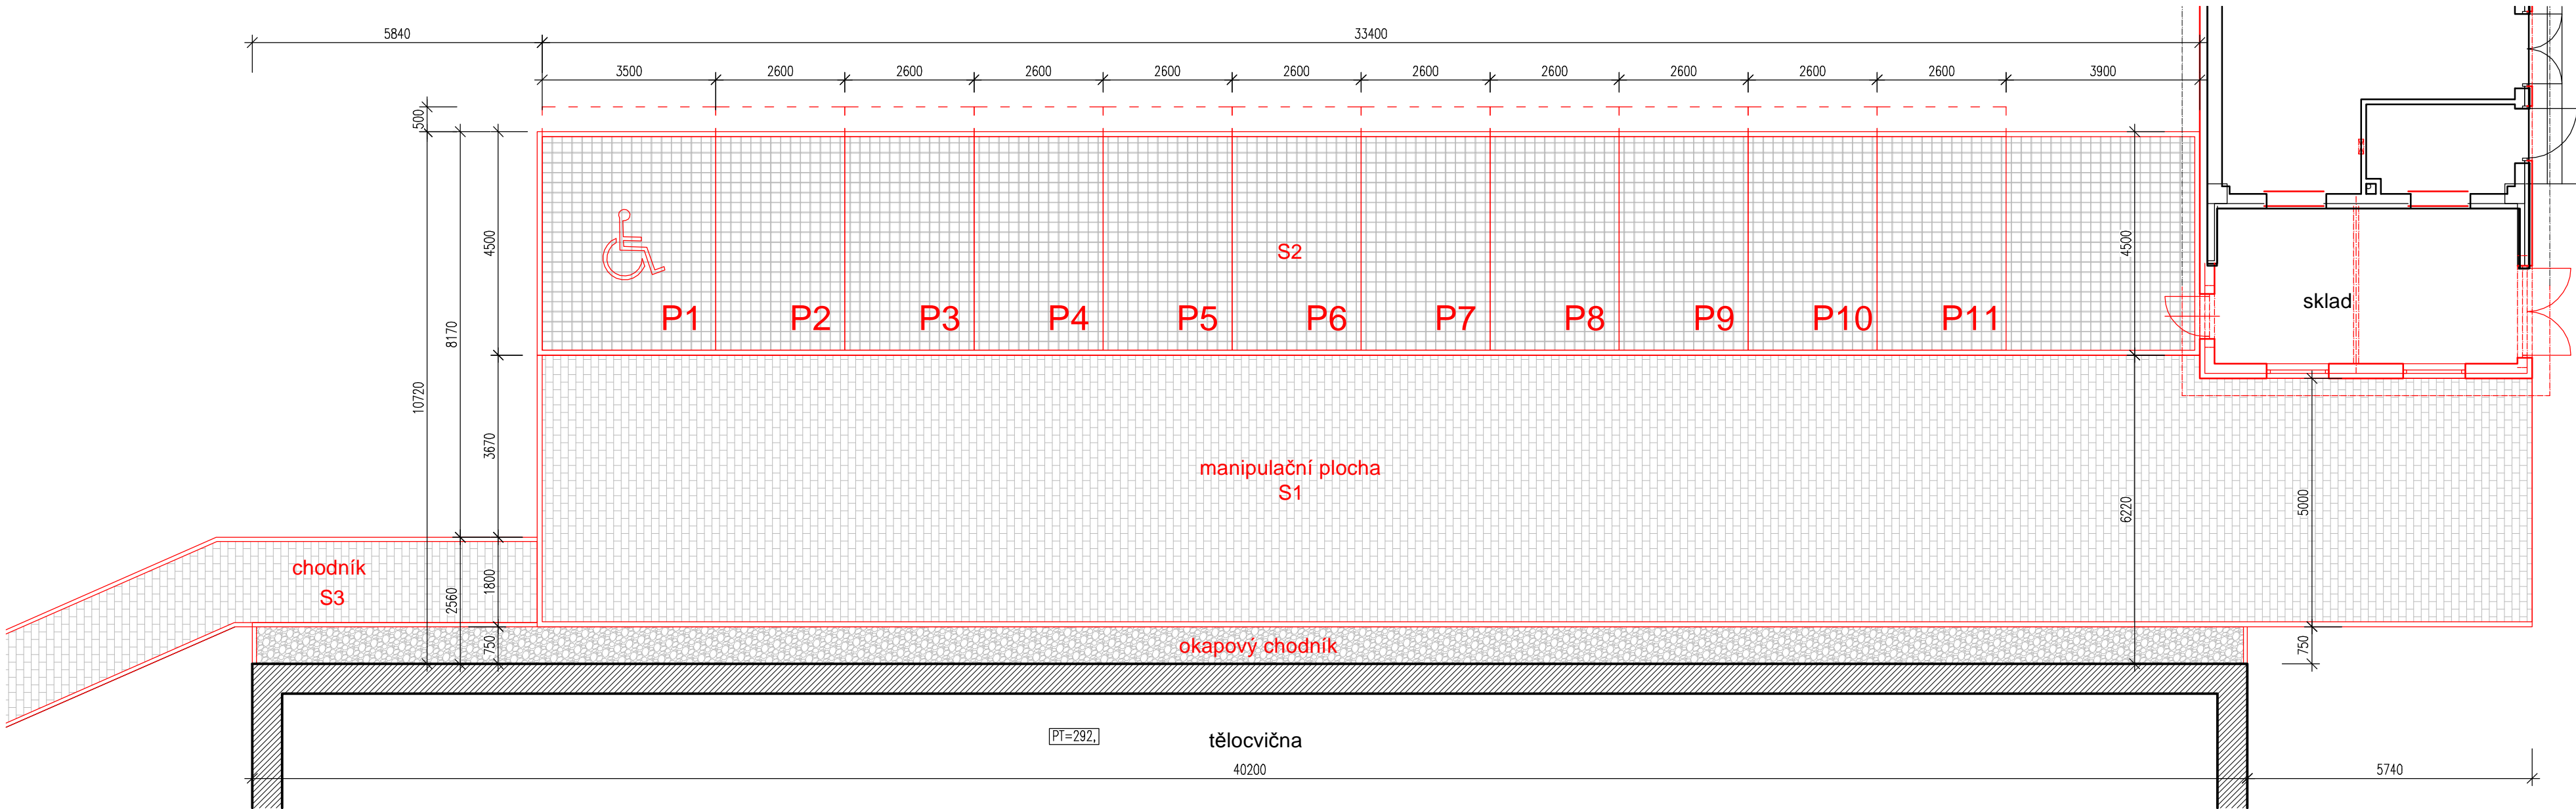 5840
33400
3500
2600
2600
2600
2600
2600
2600
2600
2600
2600
2600
3900
500
4500
8170
10720
3670
1800
2560
750
S2
4500
P1
P2
P3
P4
P5
P6
P7
P8
P9
P10
P11
sklad
manipulační plocha
S1
6220
5000
750
chodník
S3
okapový chodník
PT=292,
tělocvična
40200
5740